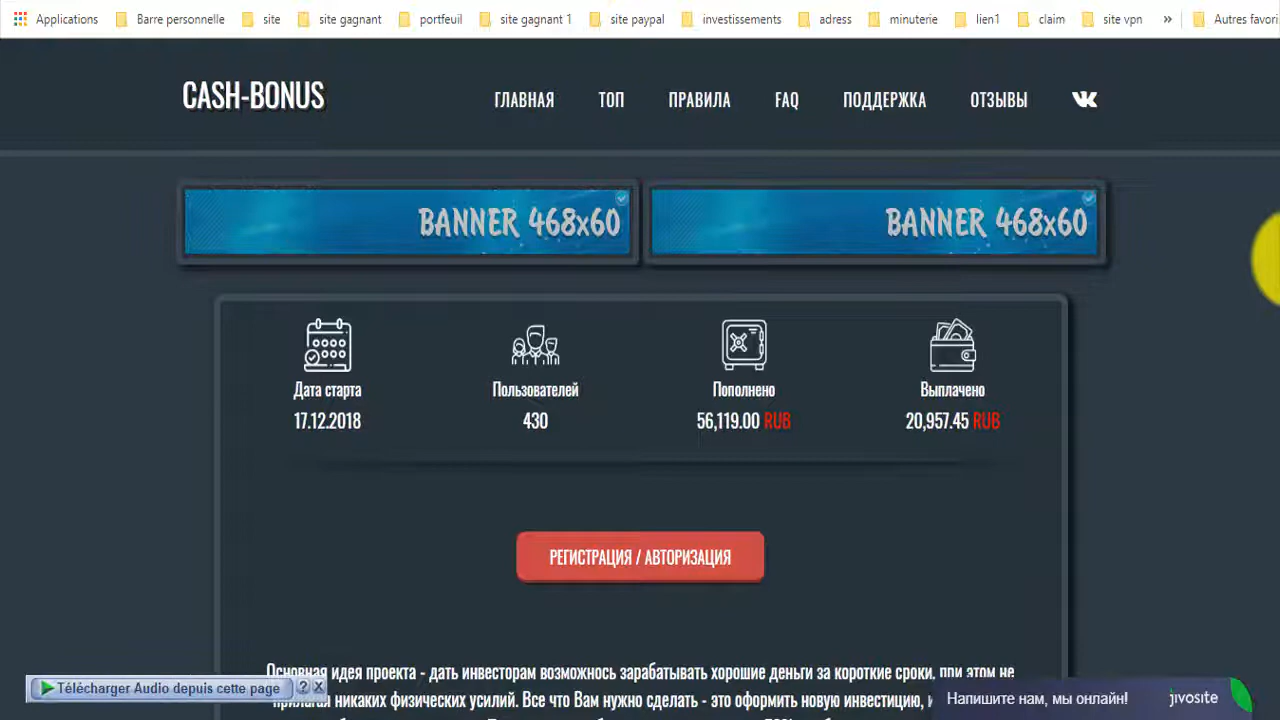 Applications Barre personnelle site site gagnant portfeuil site gagnant 1 site paypal investissements adress minuterie lien1 claim site vpn » Autres favori
CASH-BONUS
ГЛАВНАЯ ТОП ПРАВИЛА FAQ ПОДДЕРЖКА ОТЗЫВЫ
BANNER 468x60 BANNER 468x60
Дата старта Пользователей Пополнено Выплачено
17.12.2018 430 56,119.00 RUB 20,957.45 RUB
РЕГИСТРАЦИЯ / АВТОРИЗАЦИЯ
Основная идея проекта - дать инвесторам возможнось зарабатывать хорошие деньги за короткие сроки, при этом не
прилагая никаких физических усилий. Все что Вам нужно сделать - это оформить новую инвестицию, и
Télécharger Audio depuis cette page ? X
Напишите нам, мы онлайн! jivosite